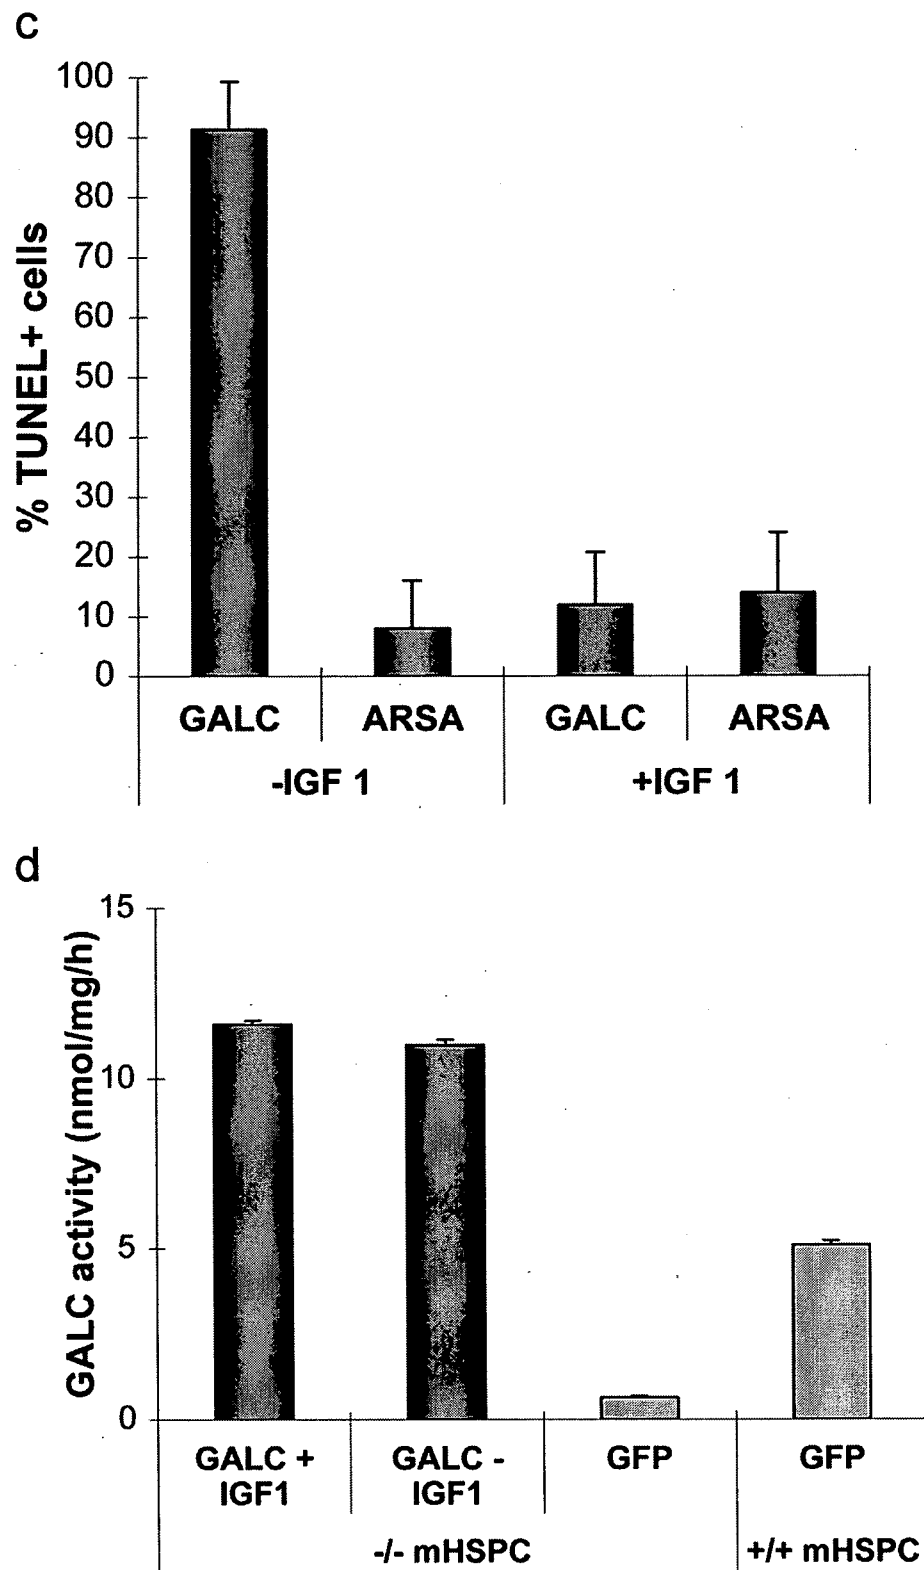 c
% TUNEL+ cells
100
90
80
70
60
50
40
30
20
10
0
GALC ARSA GALC ARSA
-IGF 1 +IGF 1
d
GALC activity (nmol/mg/h)
15
10
5
0
GALC + GALC - GFP GFP
IGF1 IGF1
-/- mHSPC +/+ mHSPC